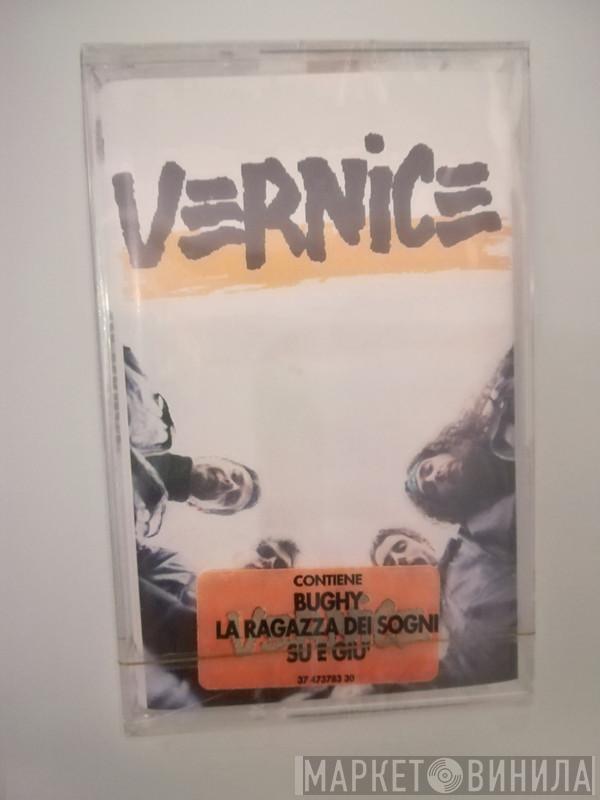 VERNiCE
CONTIENE
BUGHY
LA RAGAZZA DEI SOGNI
SU E GIU'
37 473783 30
МАРКЕТ ВИНИЛА